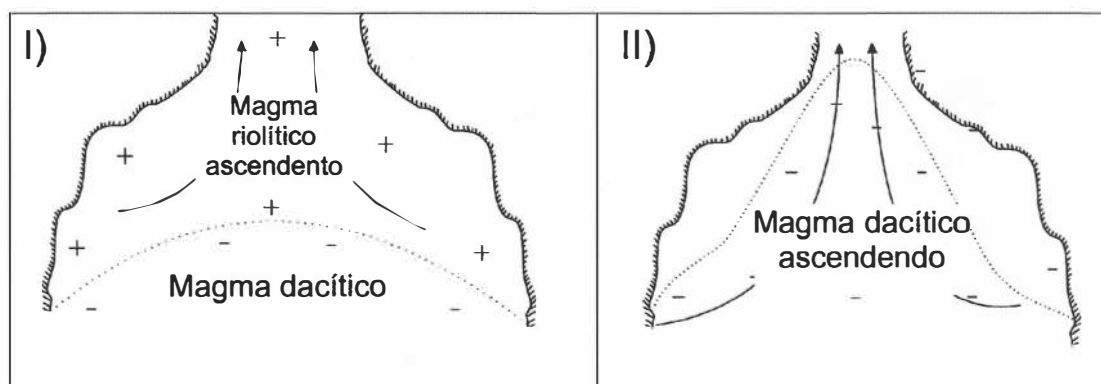 I)
Magma
riolítico
ascendento
Magma dacítico
II)
Magma dacítico
ascendendo